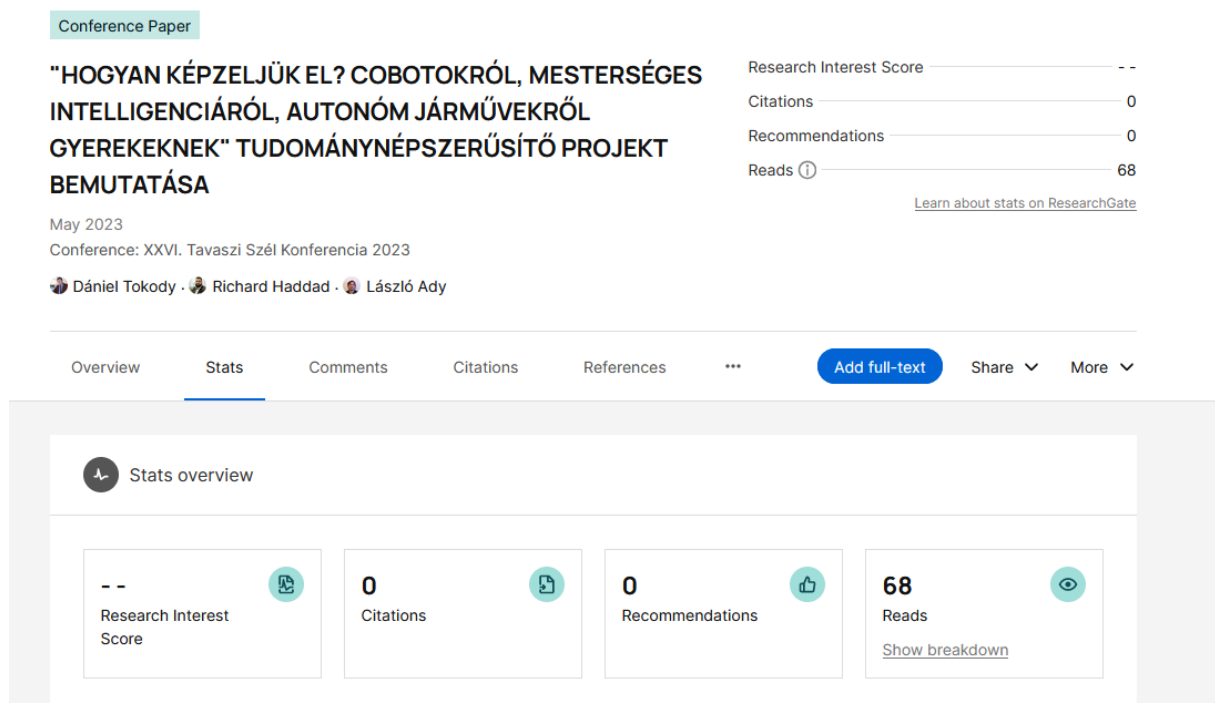 Conference Paper
"HOGYAN KÉPZELJÜK EL? COBOTOKRÓL, MESTERSÉGES
INTELLIGENCIÁRÓL, AUTONÓM JÁRMŰVEKRŐL
GYEREKEKNEK" TUDOMÁNYNÉPSZERŰSÍTŐ PROJEKT
BEMUTATÁSA
May 2023
Conference: XXVI. Tavaszi Szél Konferencia 2023
Dániel Tokody · Richard Haddad · László Ady
Research Interest Score - -
Citations 0
Recommendations 0
Reads 68
Learn about stats on ResearchGate
Overview Stats Comments Citations References ••• Add full-text Share More
Stats overview
- -
Research Interest
Score
0
Citations
0
Recommendations
68
Reads
Show breakdown